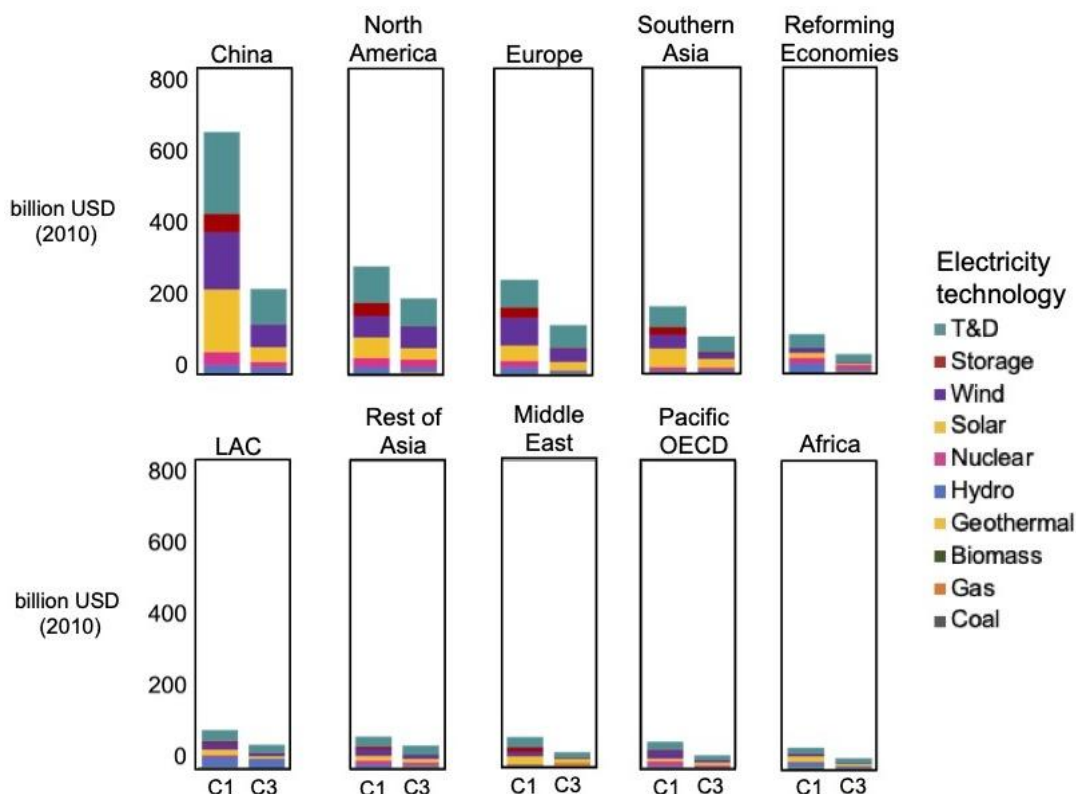 China
North
America
Europe
Southern
Asia
Reforming
Economies
800
600
400
200
0
billion USD
(2010)
LAC
Rest of
Asia
Middle
East
Pacific
OECD
Africa
800
600
400
200
0
billion USD
(2010)
C1 C3 C1 C3 C1 C3 C1 C3 C1 C3
Electricity
technology
T&D
Storage
Wind
Solar
Nuclear
Hydro
Geothermal
Biomass
Gas
Coal